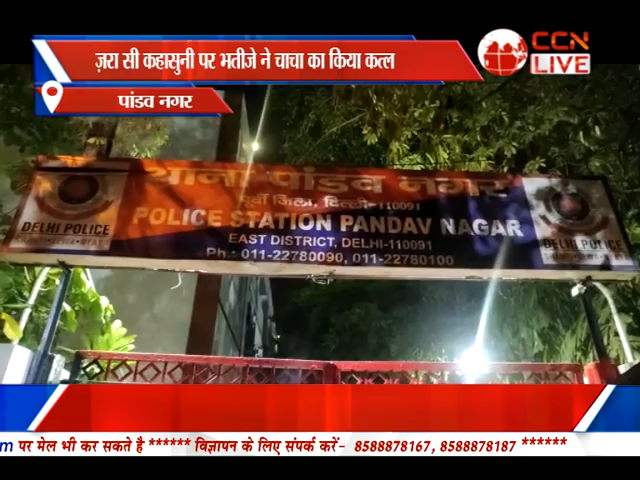 ज़रा सी कहासुनी पर भतीजे ने चाचा का किया कत्ल
CCN
LIVE
पांडव नगर
थाना पांडव नगर
पूर्वी जिला, दिल्ली-110091
POLICE STATION PANDAV NAGAR
EAST DISTRICT, DELHI-110091
Ph : 011-22780090, 011-22780100
DELHI POLICE
DELHI POLICE
om पर मेल भी कर सकते है ****** विज्ञापन के लिए संपर्क करें- 8588878167, 8588878187 ******